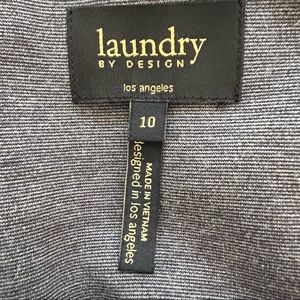 laundry
BY DESIGN
los angeles
10
MADE IN VIETNAM
designed in los angeles